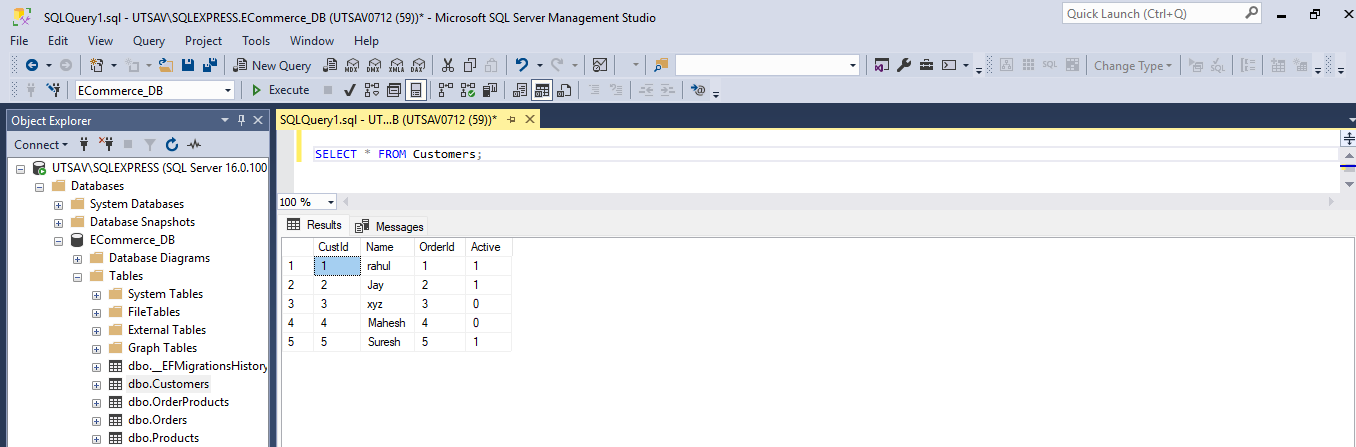 SQLQuery1.sql - UTSAV\SQLEXPRESS.ECommerce_DB (UTSAV0712 (59))* - Microsoft SQL Server Management Studio
Quick Launch (Ctrl+Q)
File Edit View Query Project Tools Window Help
New Query MDX DMX XMLA DAX SQL Change Type
ECommerce_DB Execute
Object Explorer
Connect
UTSAV\SQLEXPRESS (SQL Server 16.0.100
Databases
System Databases
Database Snapshots
ECommerce_DB
Database Diagrams
Tables
System Tables
FileTables
External Tables
Graph Tables
dbo.__EFMigrationsHistory
dbo.Customers
dbo.OrderProducts
dbo.Orders
dbo.Products
SQLQuery1.sql - UT...B (UTSAV0712 (59))*
SELECT * FROM Customers;
100 %
Results Messages
CustId Name OrderId Active
1 1 rahul 1 1
2 2 Jay 2 1
3 3 xyz 3 0
4 4 Mahesh 4 0
5 5 Suresh 5 1